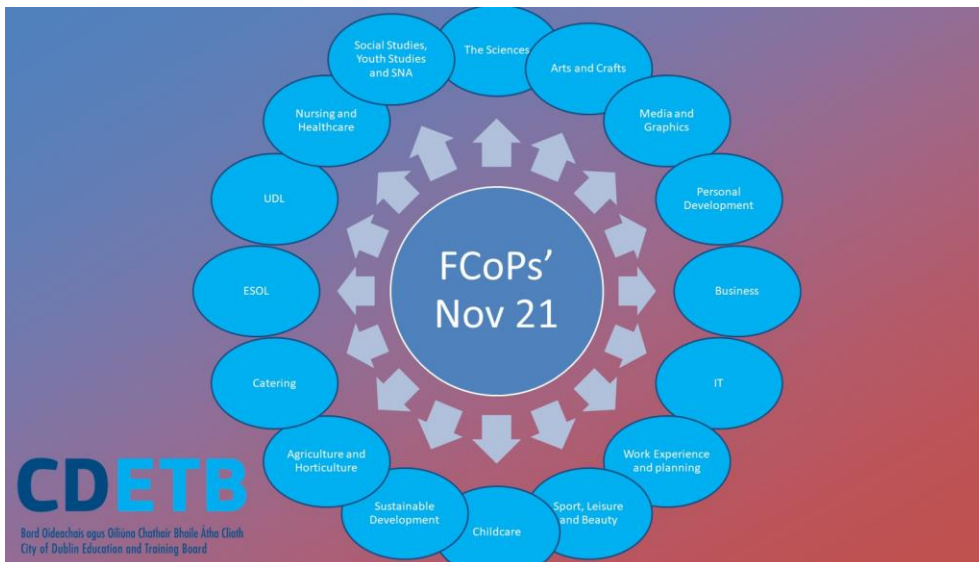 The Sciences
Arts and Crafts
Media and
Graphics
Personal
Development
Business
IT
Work Experience
and planning
Sport, Leisure
and Beauty
Childcare
Sustainable
Development
Agriculture and
Horticulture
Catering
ESOL
UDL
Nursing and
Healthcare
Social Studies,
Youth Studies
and SNA
FCoPs’
Nov 21
CDETB
Bord Oideachais agus Oiliúna Chathair Bhaile Átha Cliath
City of Dublin Education and Training Board